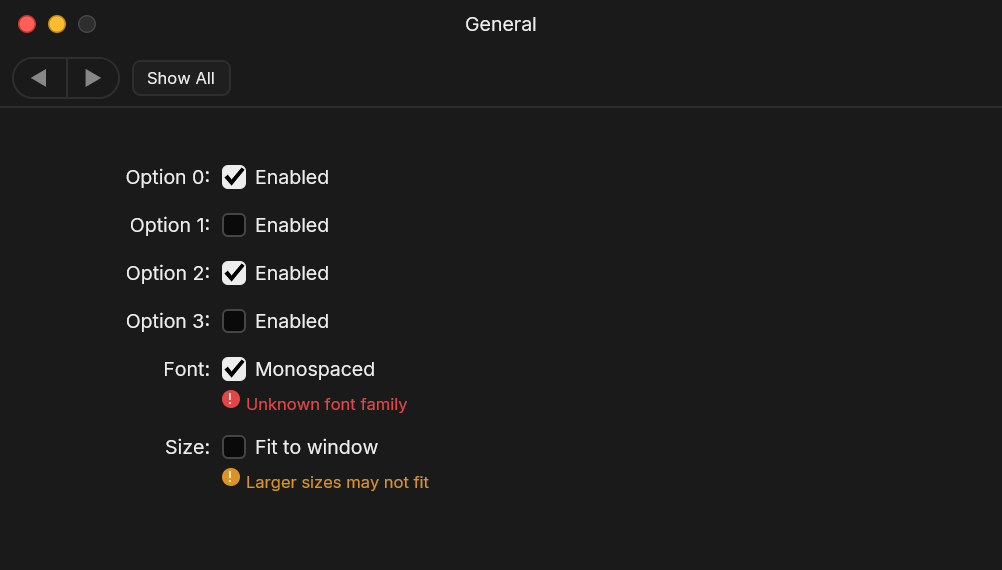 General
Show All
Option 0: Enabled
Option 1: Enabled
Option 2: Enabled
Option 3: Enabled
Font: Monospaced
Unknown font family
Size: Fit to window
Larger sizes may not fit